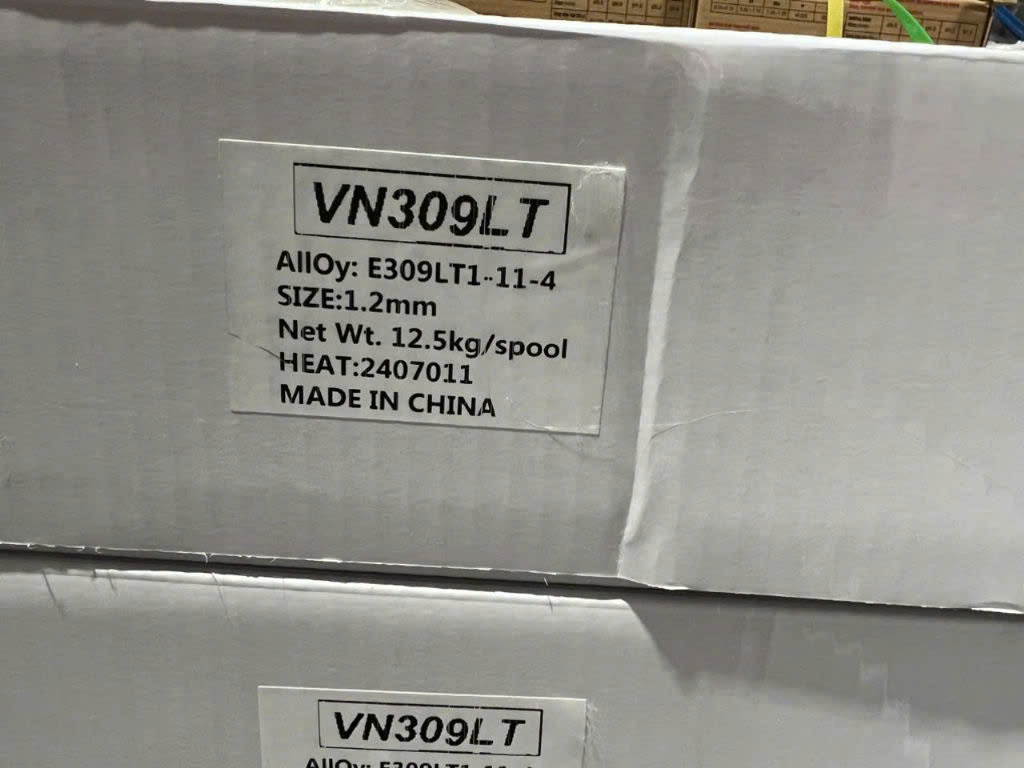 VN309LT
AllOy: E309LT1-11-4
SIZE:1.2mm
Net Wt. 12.5kg/spool
HEAT:2407011
MADE IN CHINA
VN309LT